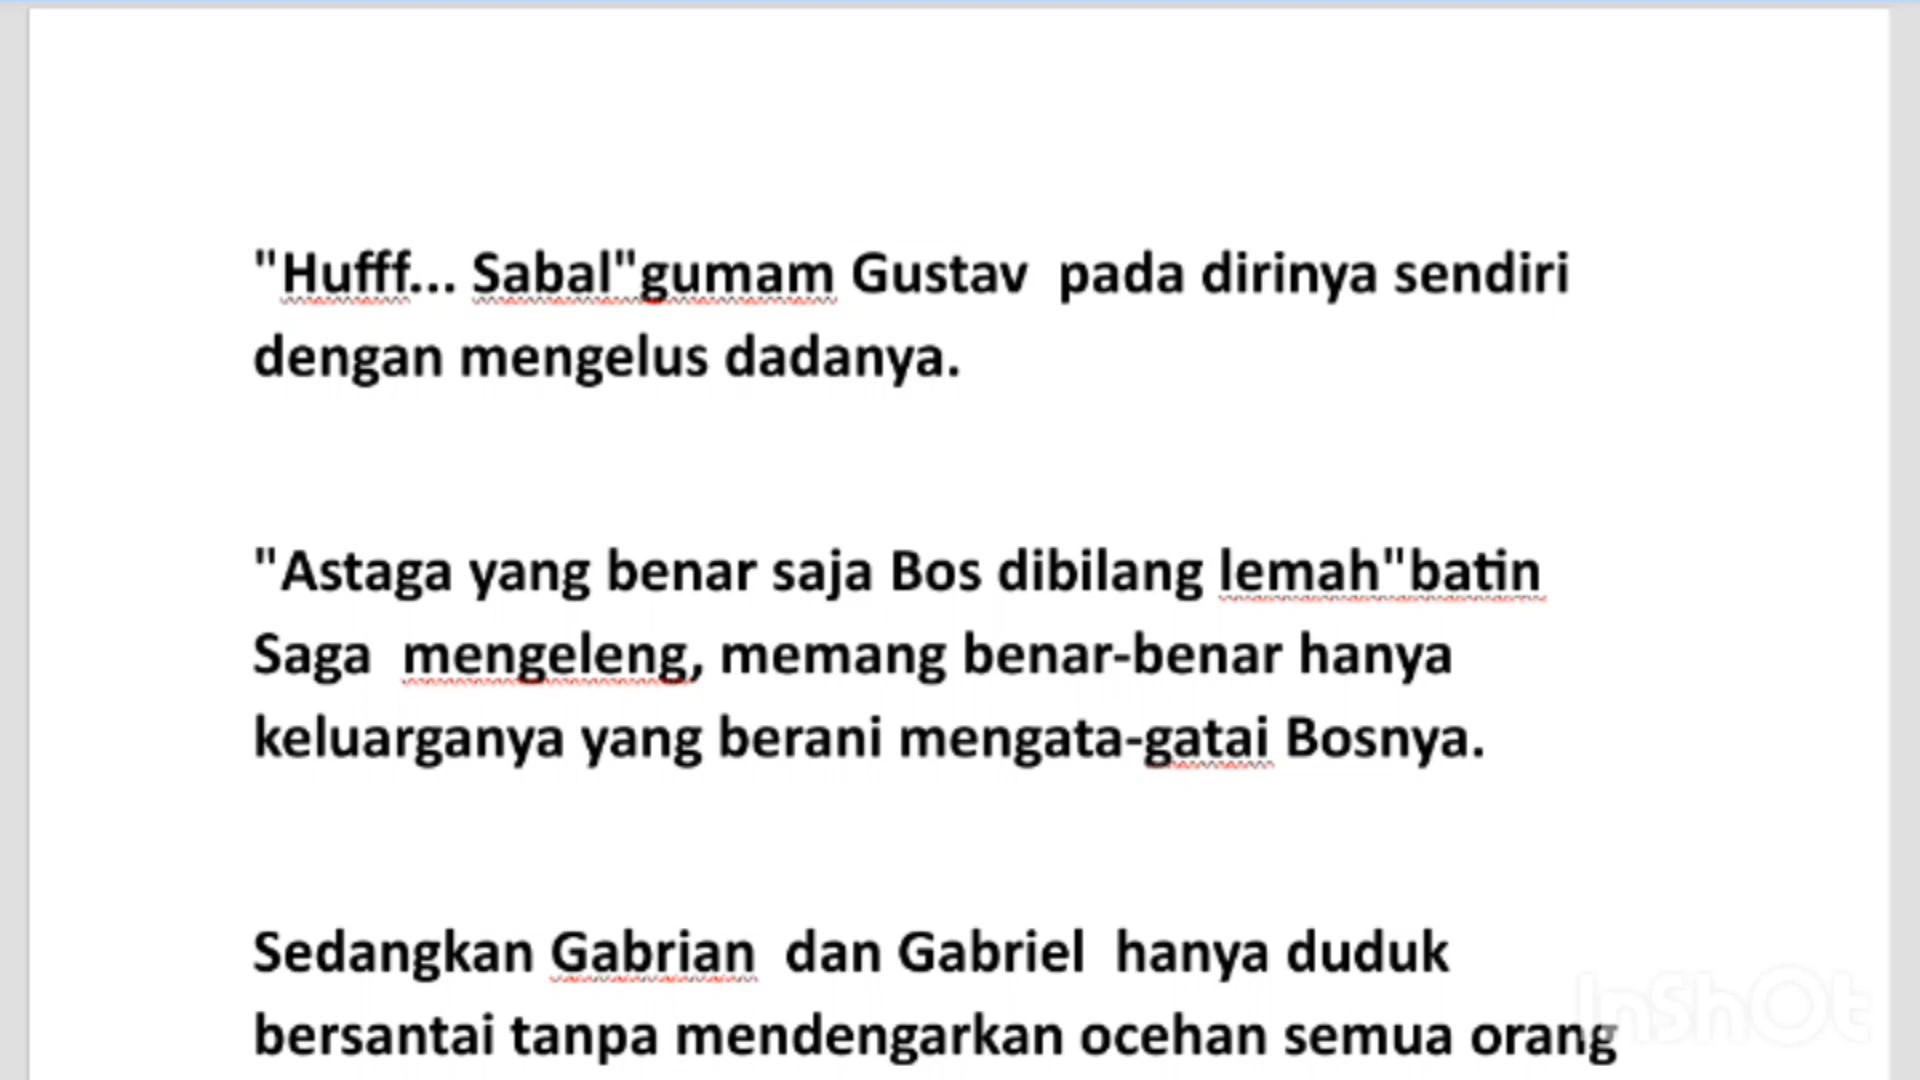 "Hufff... Sabal"gumam Gustav  pada dirinya sendiri
dengan mengelus dadanya.
"Astaga yang benar saja Bos dibilang lemah"batin
Saga  mengeleng, memang benar-benar hanya
keluarganya yang berani mengata-gatai Bosnya.
Sedangkan Gabrian  dan Gabriel  hanya duduk
bersantai tanpa mendengarkan ocehan semua orang
InShOt